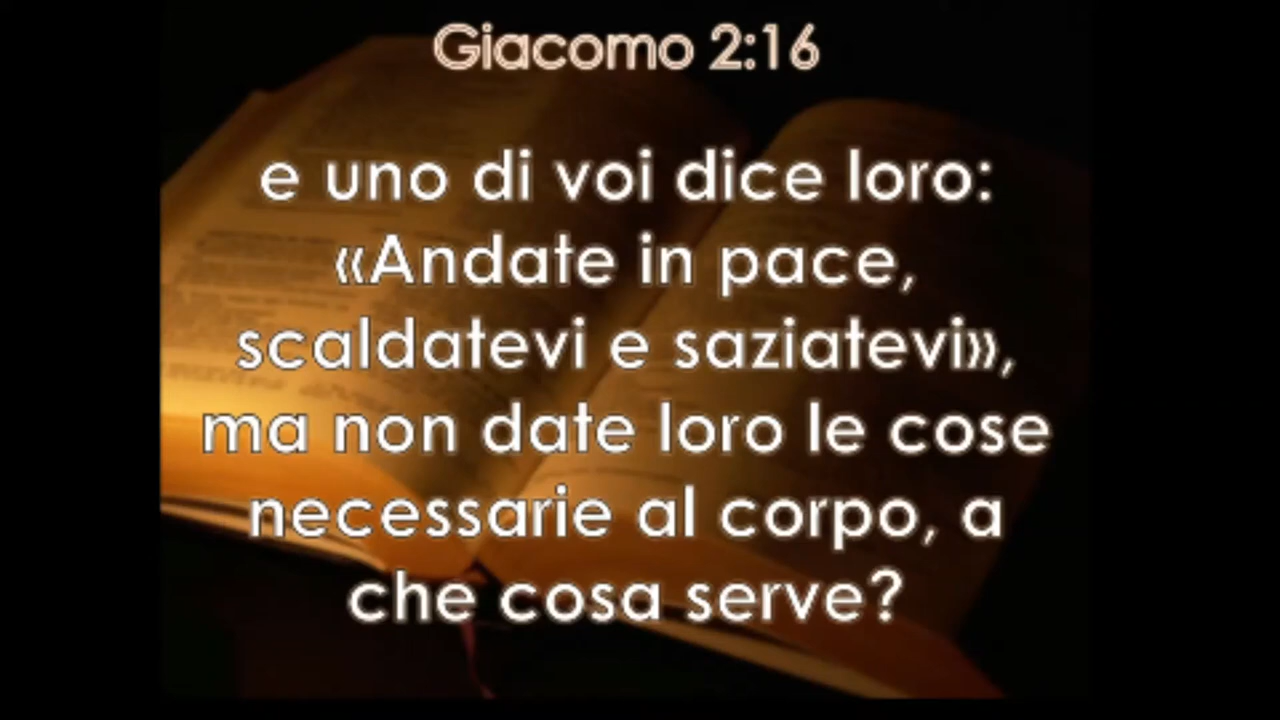 Giacomo 2:16
e uno di voi dice loro:
«Andate in pace,
scaldatevi e saziatevi»,
ma non date loro le cose
necessarie al corpo, a
che cosa serve?